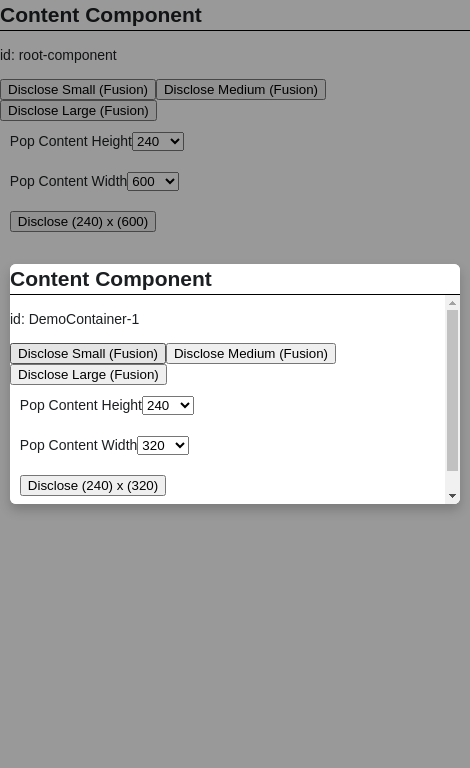 Content Component
id: root-component
Disclose Small (Fusion) Disclose Medium (Fusion)
Disclose Large (Fusion)
Pop Content Height 240
Pop Content Width 600
Disclose (240) x (600)
Content Component
id: DemoContainer-1
Disclose Small (Fusion) Disclose Medium (Fusion)
Disclose Large (Fusion)
Pop Content Height 240
Pop Content Width 320
Disclose (240) x (320)